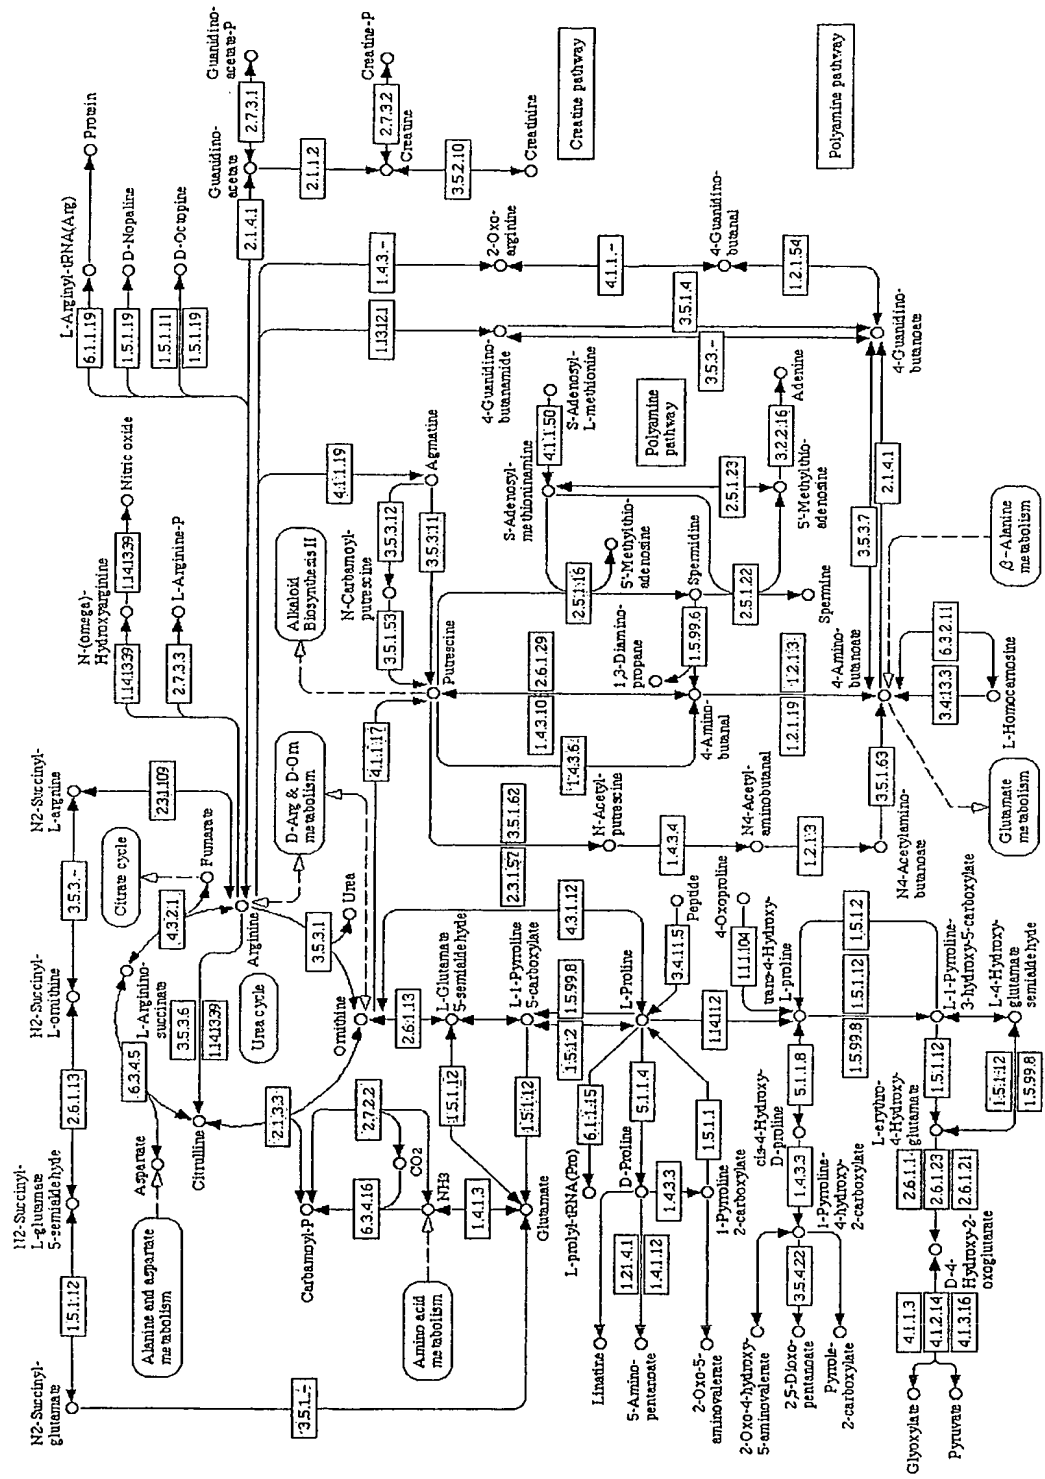 N2-Succinyl-
glutamate
1.5.1.12
N2-Succinyl-
L-glutamate
5-semialdehyde
2.6.1.13
N2-Succinyl-
L-ornithine
3.5.3.-
N2-Succinyl-
L-arginine
2.3.1.109
3.5.1.-
Alanine and aspartate
metabolism
Aspartate
6.3.4.5
L-Arginino-
succinate
4.3.2.1
Citrate cycle
Fumarate
Citrulline
3.5.3.6
1.14.13.39
Arginine
Urea cycle
3.5.3.1
Urea
D-Arg & D-Orn
metabolism
2.1.3.3
Ornithine
Carbamoyl-P
6.3.4.16
2.7.2.2
CO2
NH3
Amino acid
metabolism
1.4.1.3
Glutamate
1.5.1.12
1.5.1.12
2.6.1.13
L-Glutamate
5-semialdehyde
L-1-Pyrroline
5-carboxylate
1.5.1.2
1.5.99.8
4.3.1.12
L-Proline
3.4.11.5
Peptide
N-(omega)-
Hydroxyarginine
1.14.13.39
1.14.13.39
Nitric oxide
2.7.3.3
L-Arginine-P
L-Arginyl-tRNA(Arg)
6.1.1.19
Protein
1.5.1.19
D-Nopaline
1.5.1.11
1.5.1.19
D-Octopine
2.1.4.1
Guanidino-
acetate
2.7.3.1
Guanidino-
acetate-P
2.1.1.2
Creatine
2.7.3.2
Creatine-P
3.5.2.10
Creatinine
Creatine pathway
Polyamine pathway
1.4.3.-
2-Oxo-
arginine
4.1.1.-
4-Guanidino-
butanal
1.2.1.54
1.13.12.1
4-Guanidino-
butanamide
3.5.1.4
3.5.3.-
4-Guanidino-
butanoate
4.1.1.19
Agmatine
3.5.3.12
3.5.3.11
N-Carbamoyl-
putrescine
3.5.1.53
Alkaloid
Biosynthesis II
4.1.1.17
Putrescine
S-Adenosyl-
methioninamine
4.1.1.50
S-Adenosyl-
L-methionine
Polyamine
pathway
2.5.1.16
5'-Methylthio-
adenosine
Spermidine
2.5.1.23
2.5.1.22
5'-Methylthio-
adenosine
3.2.2.16
Adenine
Spermine
1.5.99.6
1,3-Diamino-
propane
1.4.3.10
2.6.1.29
1.4.3.6
4-Amino-
butanal
1.2.1.19
1.2.1.3
4-Amino-
butanoate
3.5.3.7
2.1.4.1
β-Alanine
metabolism
3.4.13.3
6.3.2.11
L-Homocarnosine
Glutamate
metabolism
2.3.1.57
3.5.1.62
N-Acetyl-
putrescine
1.4.3.4
N4-Acetyl-
aminobutanal
1.2.1.3
N4-Acetylamino-
butanoate
3.5.1.63
6.1.1.15
L-prolyl-tRNA(Pro)
5.1.1.4
D-Proline
1.4.3.3
1.5.1.1
1-Pyrroline
2-carboxylate
Linatine
1.21.4.1
1.4.1.12
5-Amino-
pentanoate
2-Oxo-5-
aminovalerate
1.14.11.2
4-Oxoproline
1.1.1.104
trans-4-Hydroxy-
L-proline
5.1.1.8
cis-4-Hydroxy-
D-proline
1.4.3.3
1-Pyrroline-
4-hydroxy-
2-carboxylate
3.5.4.22
2-Oxo-4-hydroxy-
5-aminovalerate
2,5-Dioxo-
pentanoate
Pyrrole-
2-carboxylate
1.5.99.8
1.5.1.12
1.5.1.2
L-1-Pyrroline-
3-hydroxy-5-carboxylate
L-4-Hydroxy-
glutamate
semialdehyde
1.5.1.12
1.5.1.12
1.5.99.8
L-erythro-
4-Hydroxy-
glutamate
2.6.1.1
2.6.1.23
2.6.1.21
D-4-
Hydroxy-2-
oxoglutarate
4.1.1.3
4.1.2.14
4.1.3.16
Glyoxylate
Pyruvate